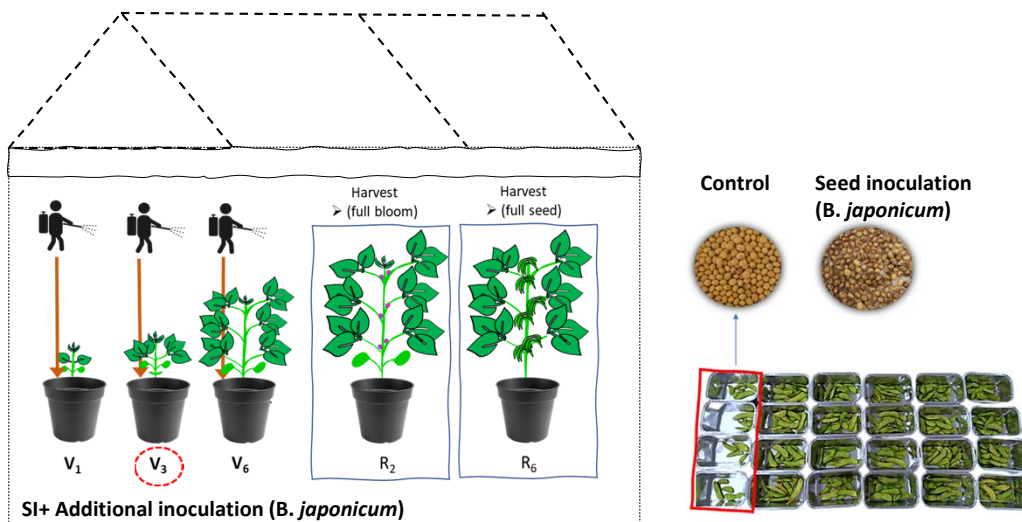 Harvest
➢ (full bloom)
Harvest
➢ (full seed)
V1
V3
V6
R2
R6
SI+ Additional inoculation (B. japonicum)
Control
Seed inoculation
(B. japonicum)